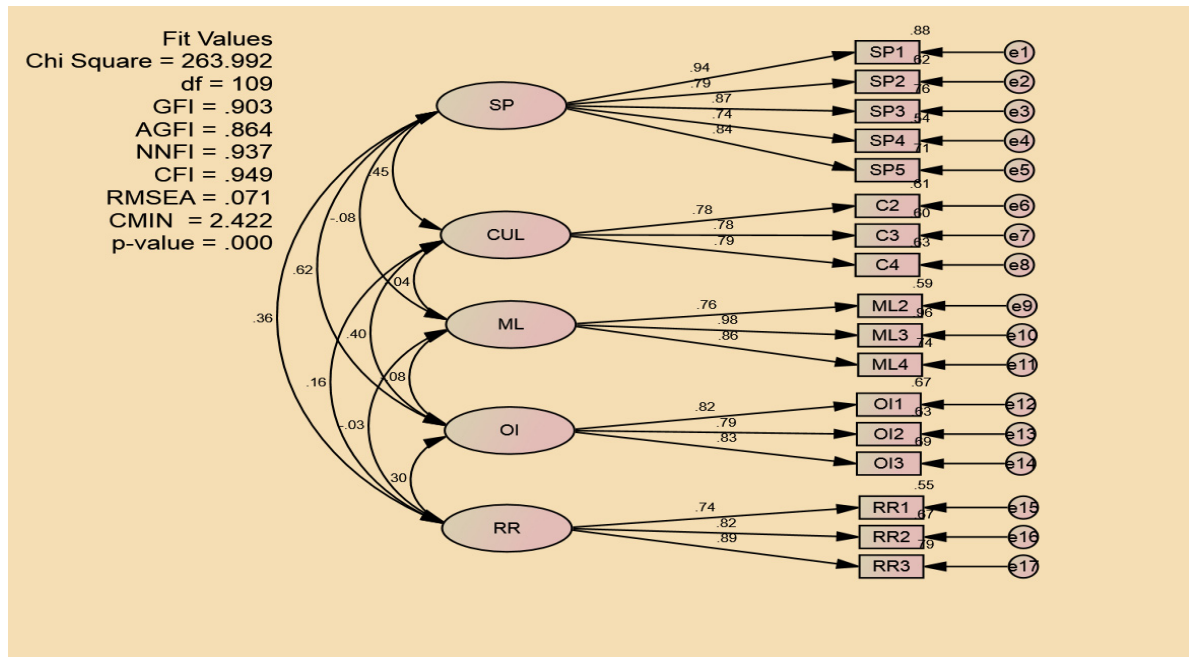 Fit Values
Chi Square = 263.992
df = 109
GFI = .903
AGFI = .864
NNFI = .937
CFI = .949
RMSEA = .071
CMIN = 2.422
p-value = .000
SP
CUL
ML
OI
RR
.45
-.08
.62
.36
.04
.40
.16
.08
-.03
.30
.94
.79
.87
.74
.84
.78
.78
.79
.76
.98
.86
.82
.79
.83
.74
.82
.89
.88
SP1 e1
.62
SP2 e2
.76
SP3 e3
.54
SP4 e4
.71
SP5 e5
.61
C2 e6
.60
C3 e7
.63
C4 e8
.59
ML2 e9
.96
ML3 e10
.74
ML4 e11
.67
OI1 e12
.63
OI2 e13
.69
OI3 e14
.55
RR1 e15
.67
RR2 e16
.79
RR3 e17